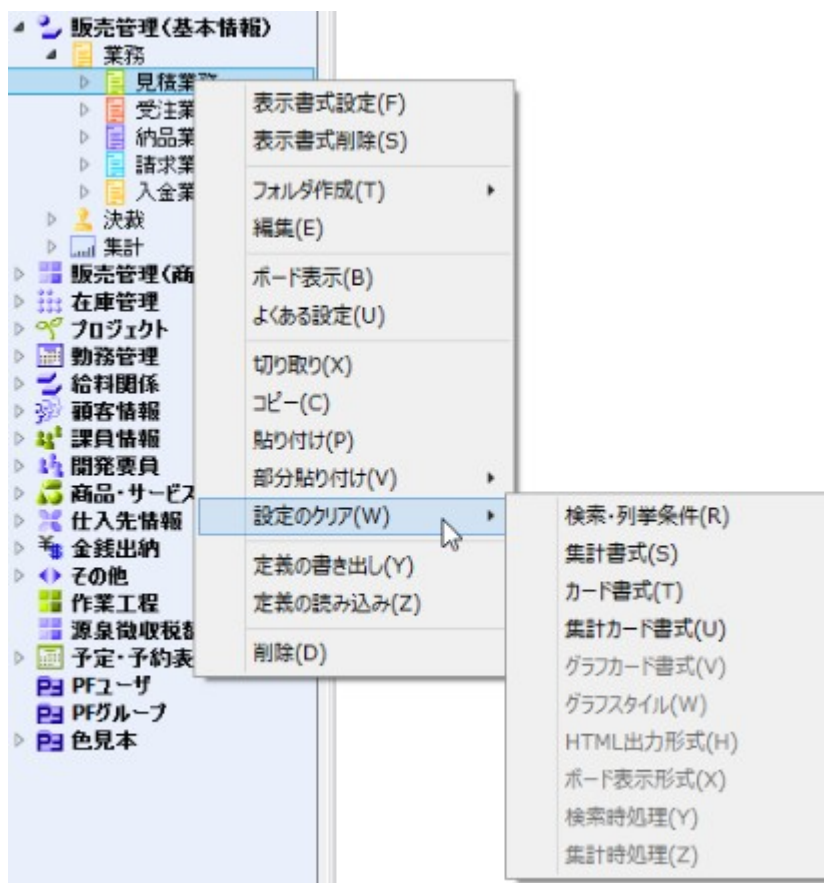 販売管理(基本情報)
業務
見積業
受注業
納品業
請求業
入金業
決裁
集計
販売管理(商
在庫管理
プロジェクト
勤務管理
給料関係
顧客情報
課員情報
開発要員
商品・サービス
仕入先情報
金銭出納
その他
作業工程
源泉徴収税
予定・予約表
PFユーザ
PFグループ
色見本
表示書式設定(F)
表示書式削除(S)
フォルダ作成(T)
編集(E)
ボード表示(B)
よくある設定(U)
切り取り(X)
コピー(C)
貼り付け(P)
部分貼り付け(V)
設定のクリア(W)
定義の書き出し(Y)
定義の読み込み(Z)
削除(D)
検索・列挙条件(R)
集計書式(S)
カード書式(T)
集計カード書式(U)
グラフカード書式(V)
グラフスタイル(W)
HTML出力形式(H)
ボード表示形式(X)
検索時処理(Y)
集計時処理(Z)